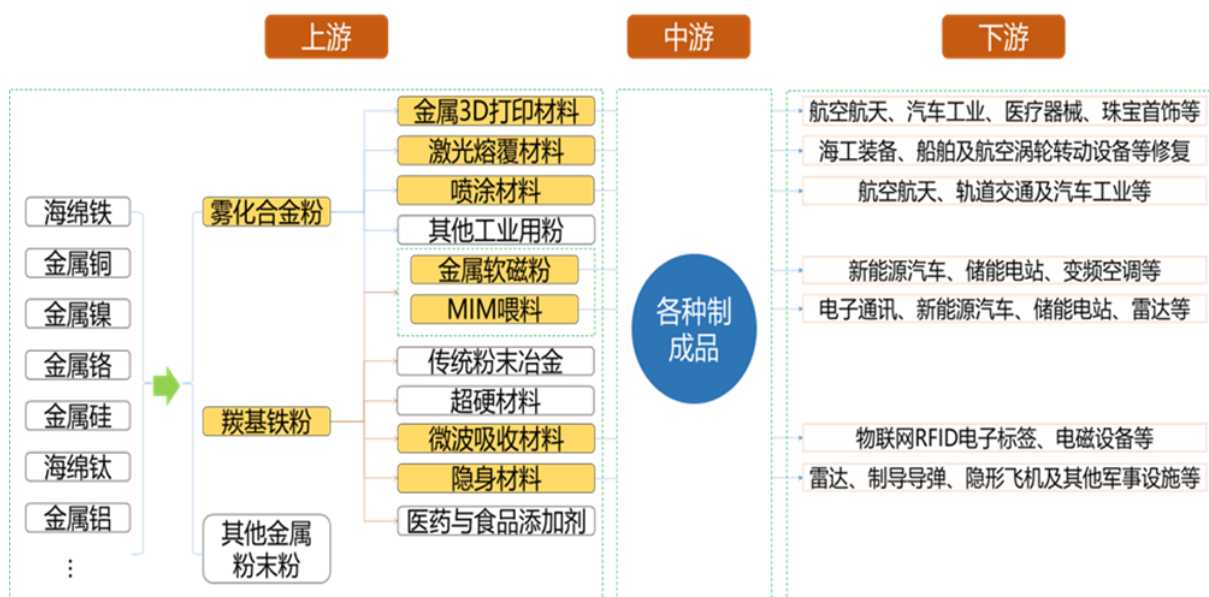 上游
中游
下游
海绵铁
金属铜
金属镍
金属铬
金属硅
海绵钛
金属铝
⋮
雾化合金粉
羰基铁粉
其他金属
粉末粉
金属3D打印材料
激光熔覆材料
喷涂材料
其他工业用粉
金属软磁粉
MIM喂料
传统粉末冶金
超硬材料
微波吸收材料
隐身材料
医药与食品添加剂
各种制
成品
航空航天、汽车工业、医疗器械、珠宝首饰等
海工装备、船舶及航空涡轮转动设备等修复
航空航天、轨道交通及汽车工业等
新能源汽车、储能电站、变频空调等
电子通讯、新能源汽车、储能电站、雷达等
物联网RFID电子标签、电磁设备等
雷达、制导导弹、隐形飞机及其他军事设施等